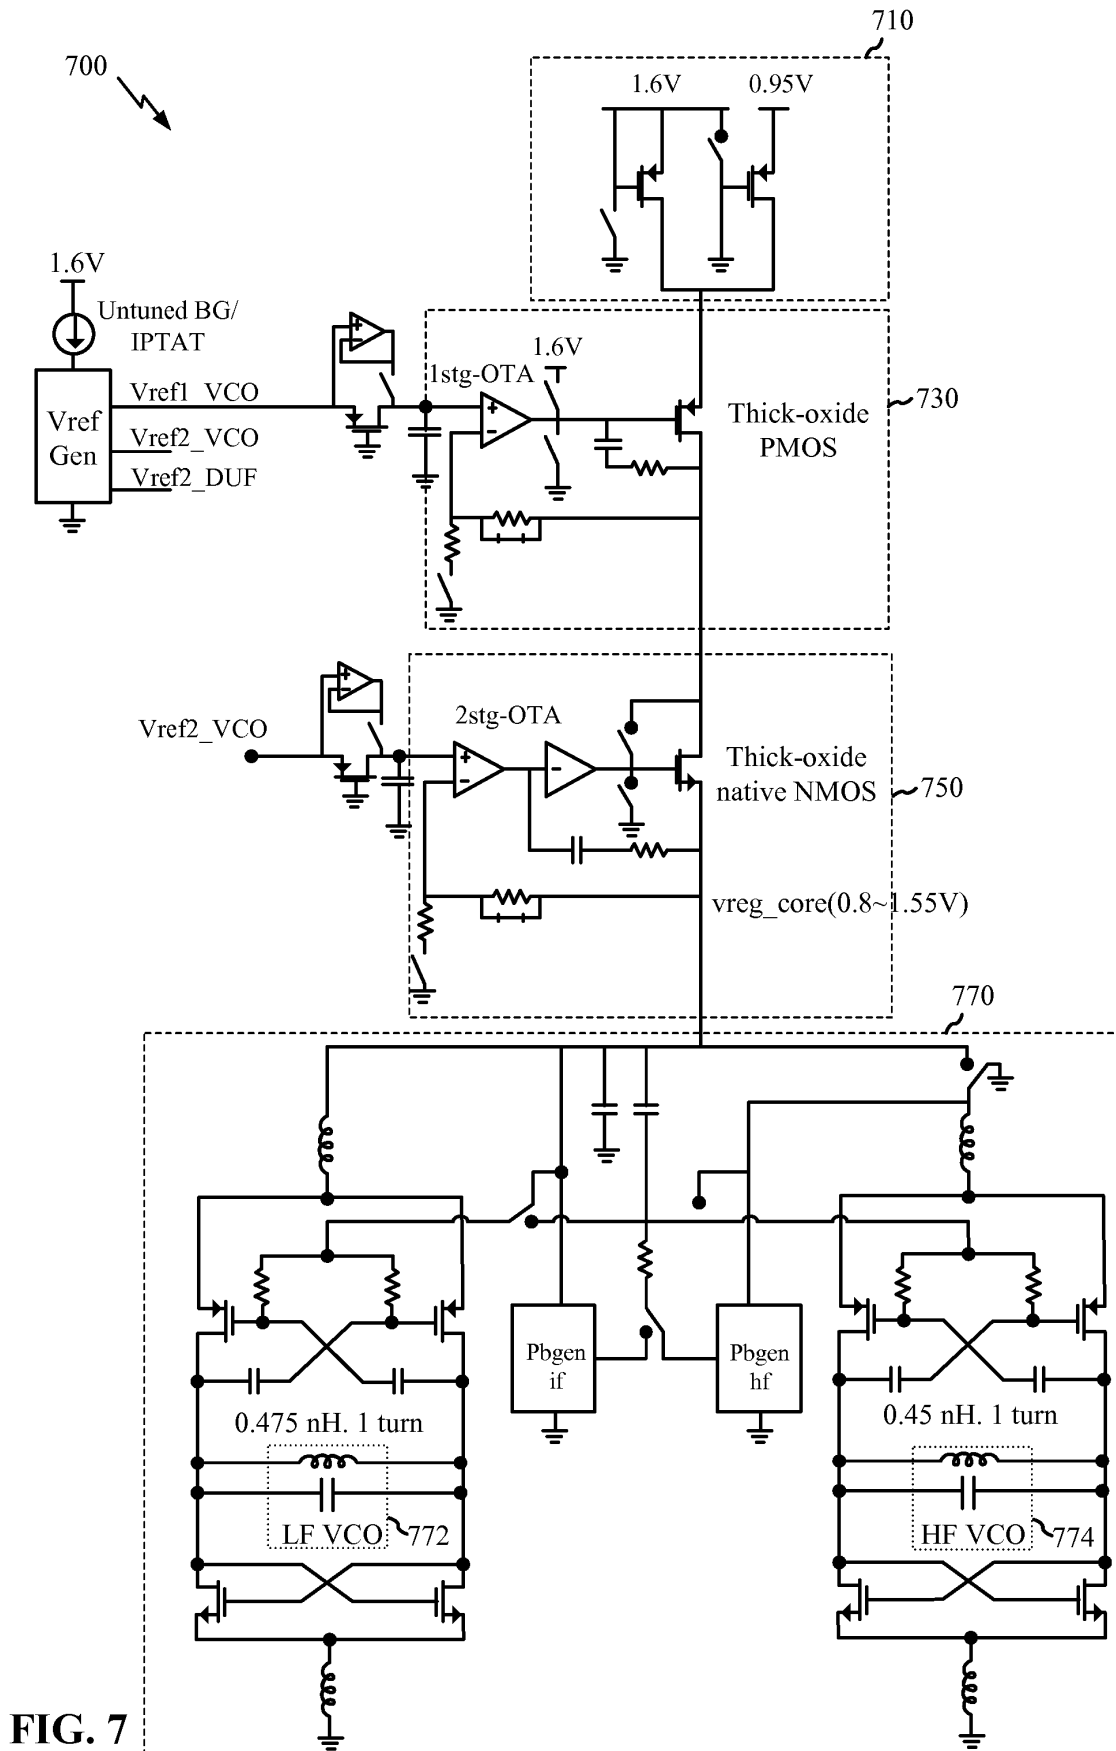 710
700
1.6V
0.95V
1.6V
Untuned BG/
IPTAT
Vref
Gen
Vref1_VCO
Vref2_VCO
Vref2_DUF
1stg-OTA
1.6V
+
-
+
-
Thick-oxide
PMOS
730
Vref2_VCO
+
-
2stg-OTA
+
-
-
Thick-oxide
native NMOS
750
vreg_core(0.8~1.55V)
770
Pbgen
if
Pbgen
hf
0.475 nH. 1 turn
0.45 nH. 1 turn
LF VCO
772
HF VCO
774
FIG. 7